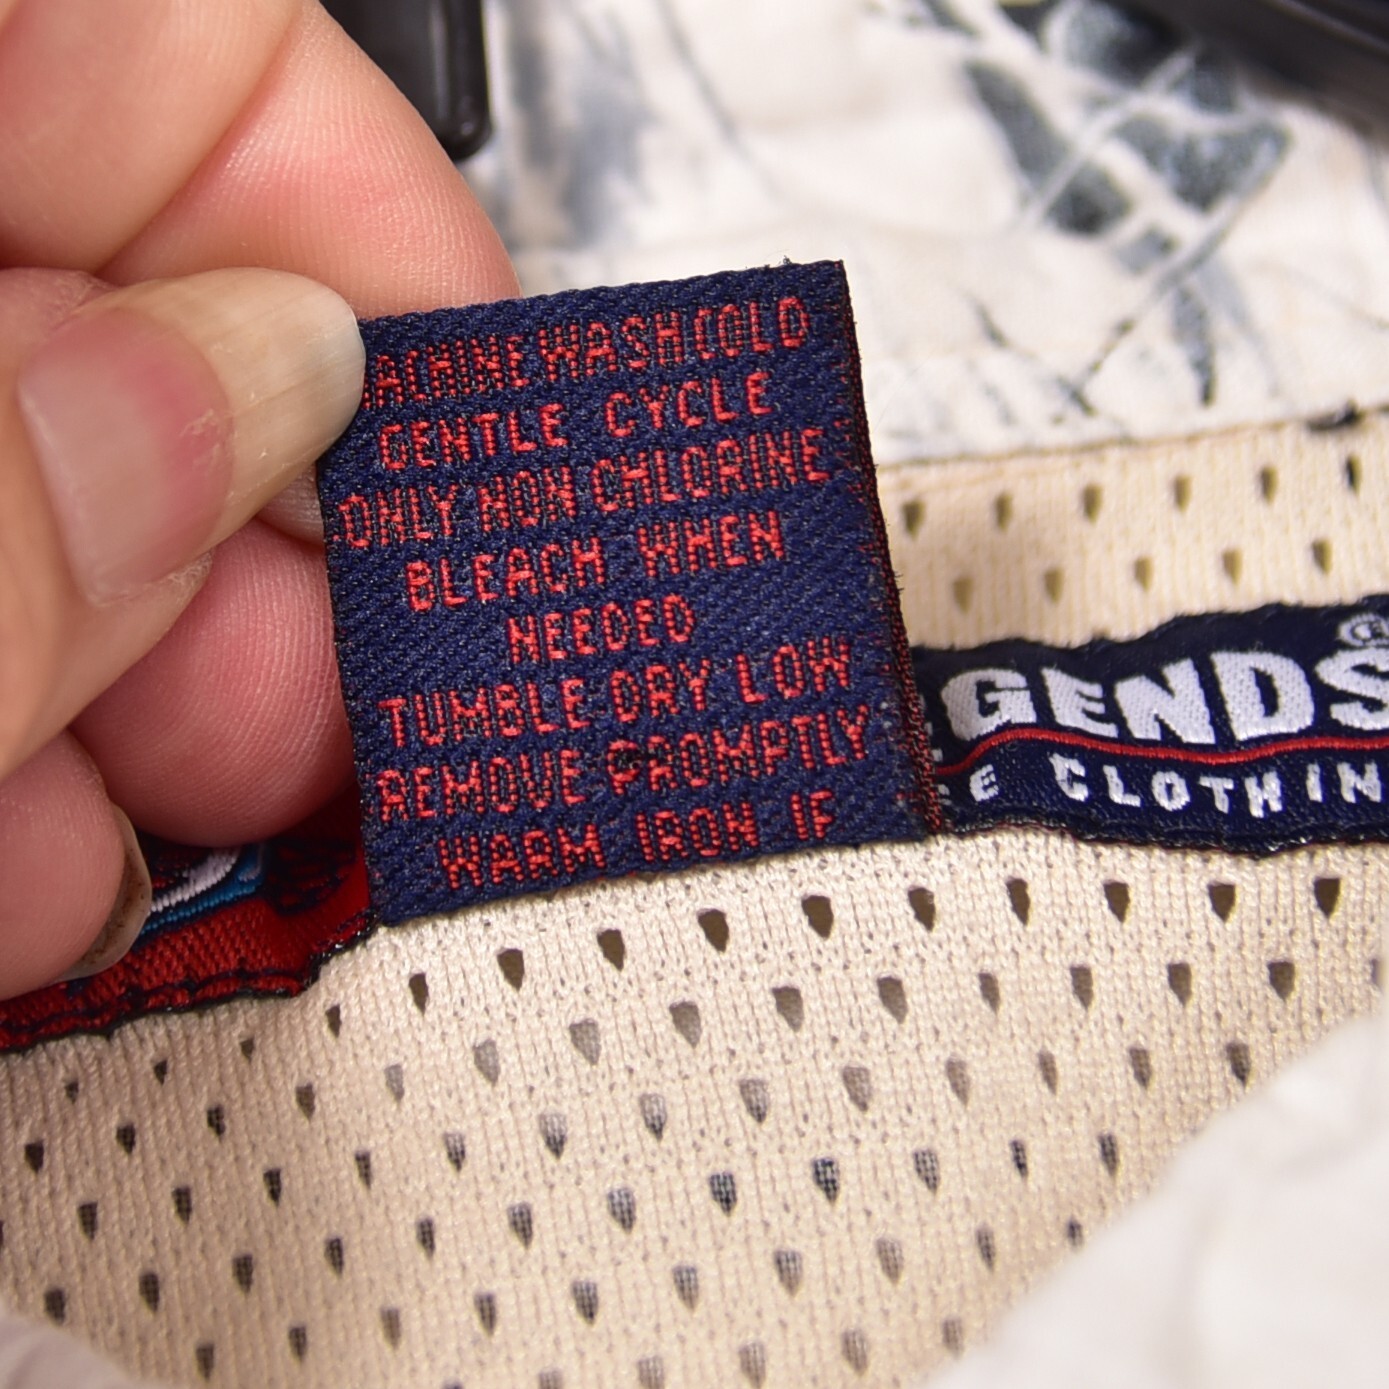 MACHINE WASH COLD
GENTLE CYCLE
ONLY NON CHLORINE
BLEACH WHEN
NEEDED
TUMBLE DRY LOW
REMOVE PROMPTLY
WARM IRON IF
GENDS®
CLOTHIN